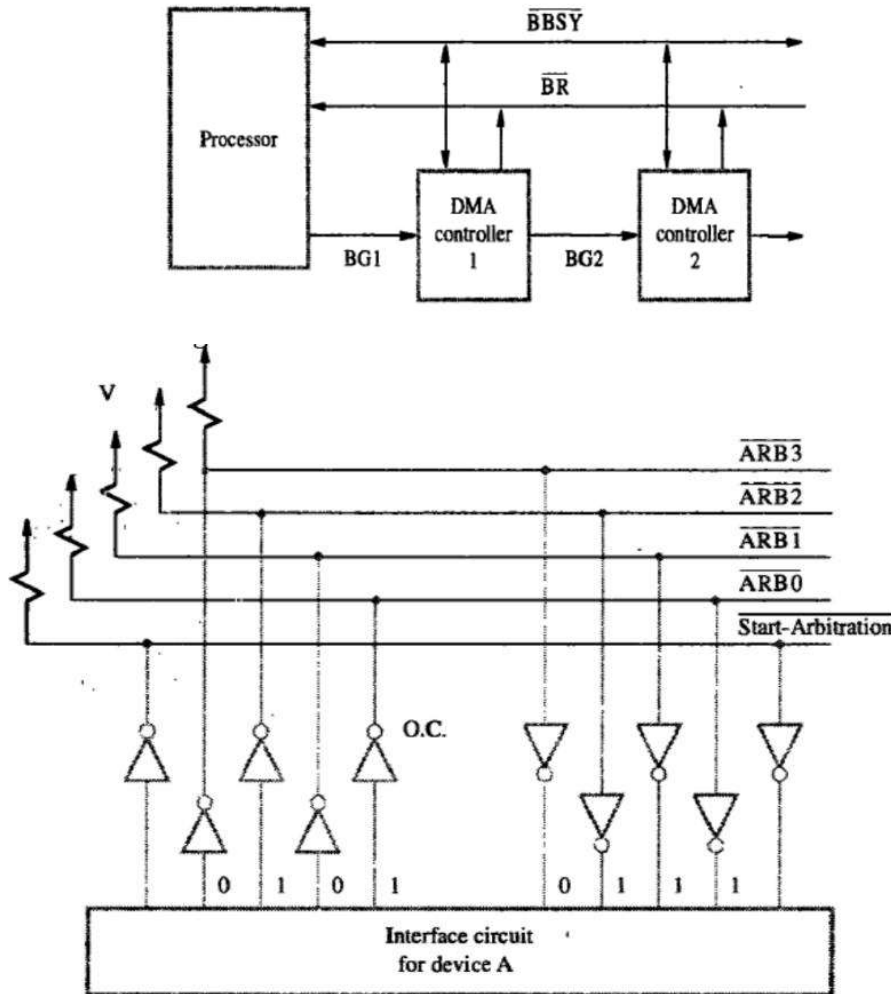 BBSY
BR
Processor
DMA
controller
1
DMA
controller
2
BG1
BG2
V
ARB3
ARB2
ARB1
ARB0
Start-Arbitration
O.C.
0 1 0 1 0 1 1 1
Interface circuit
for device A